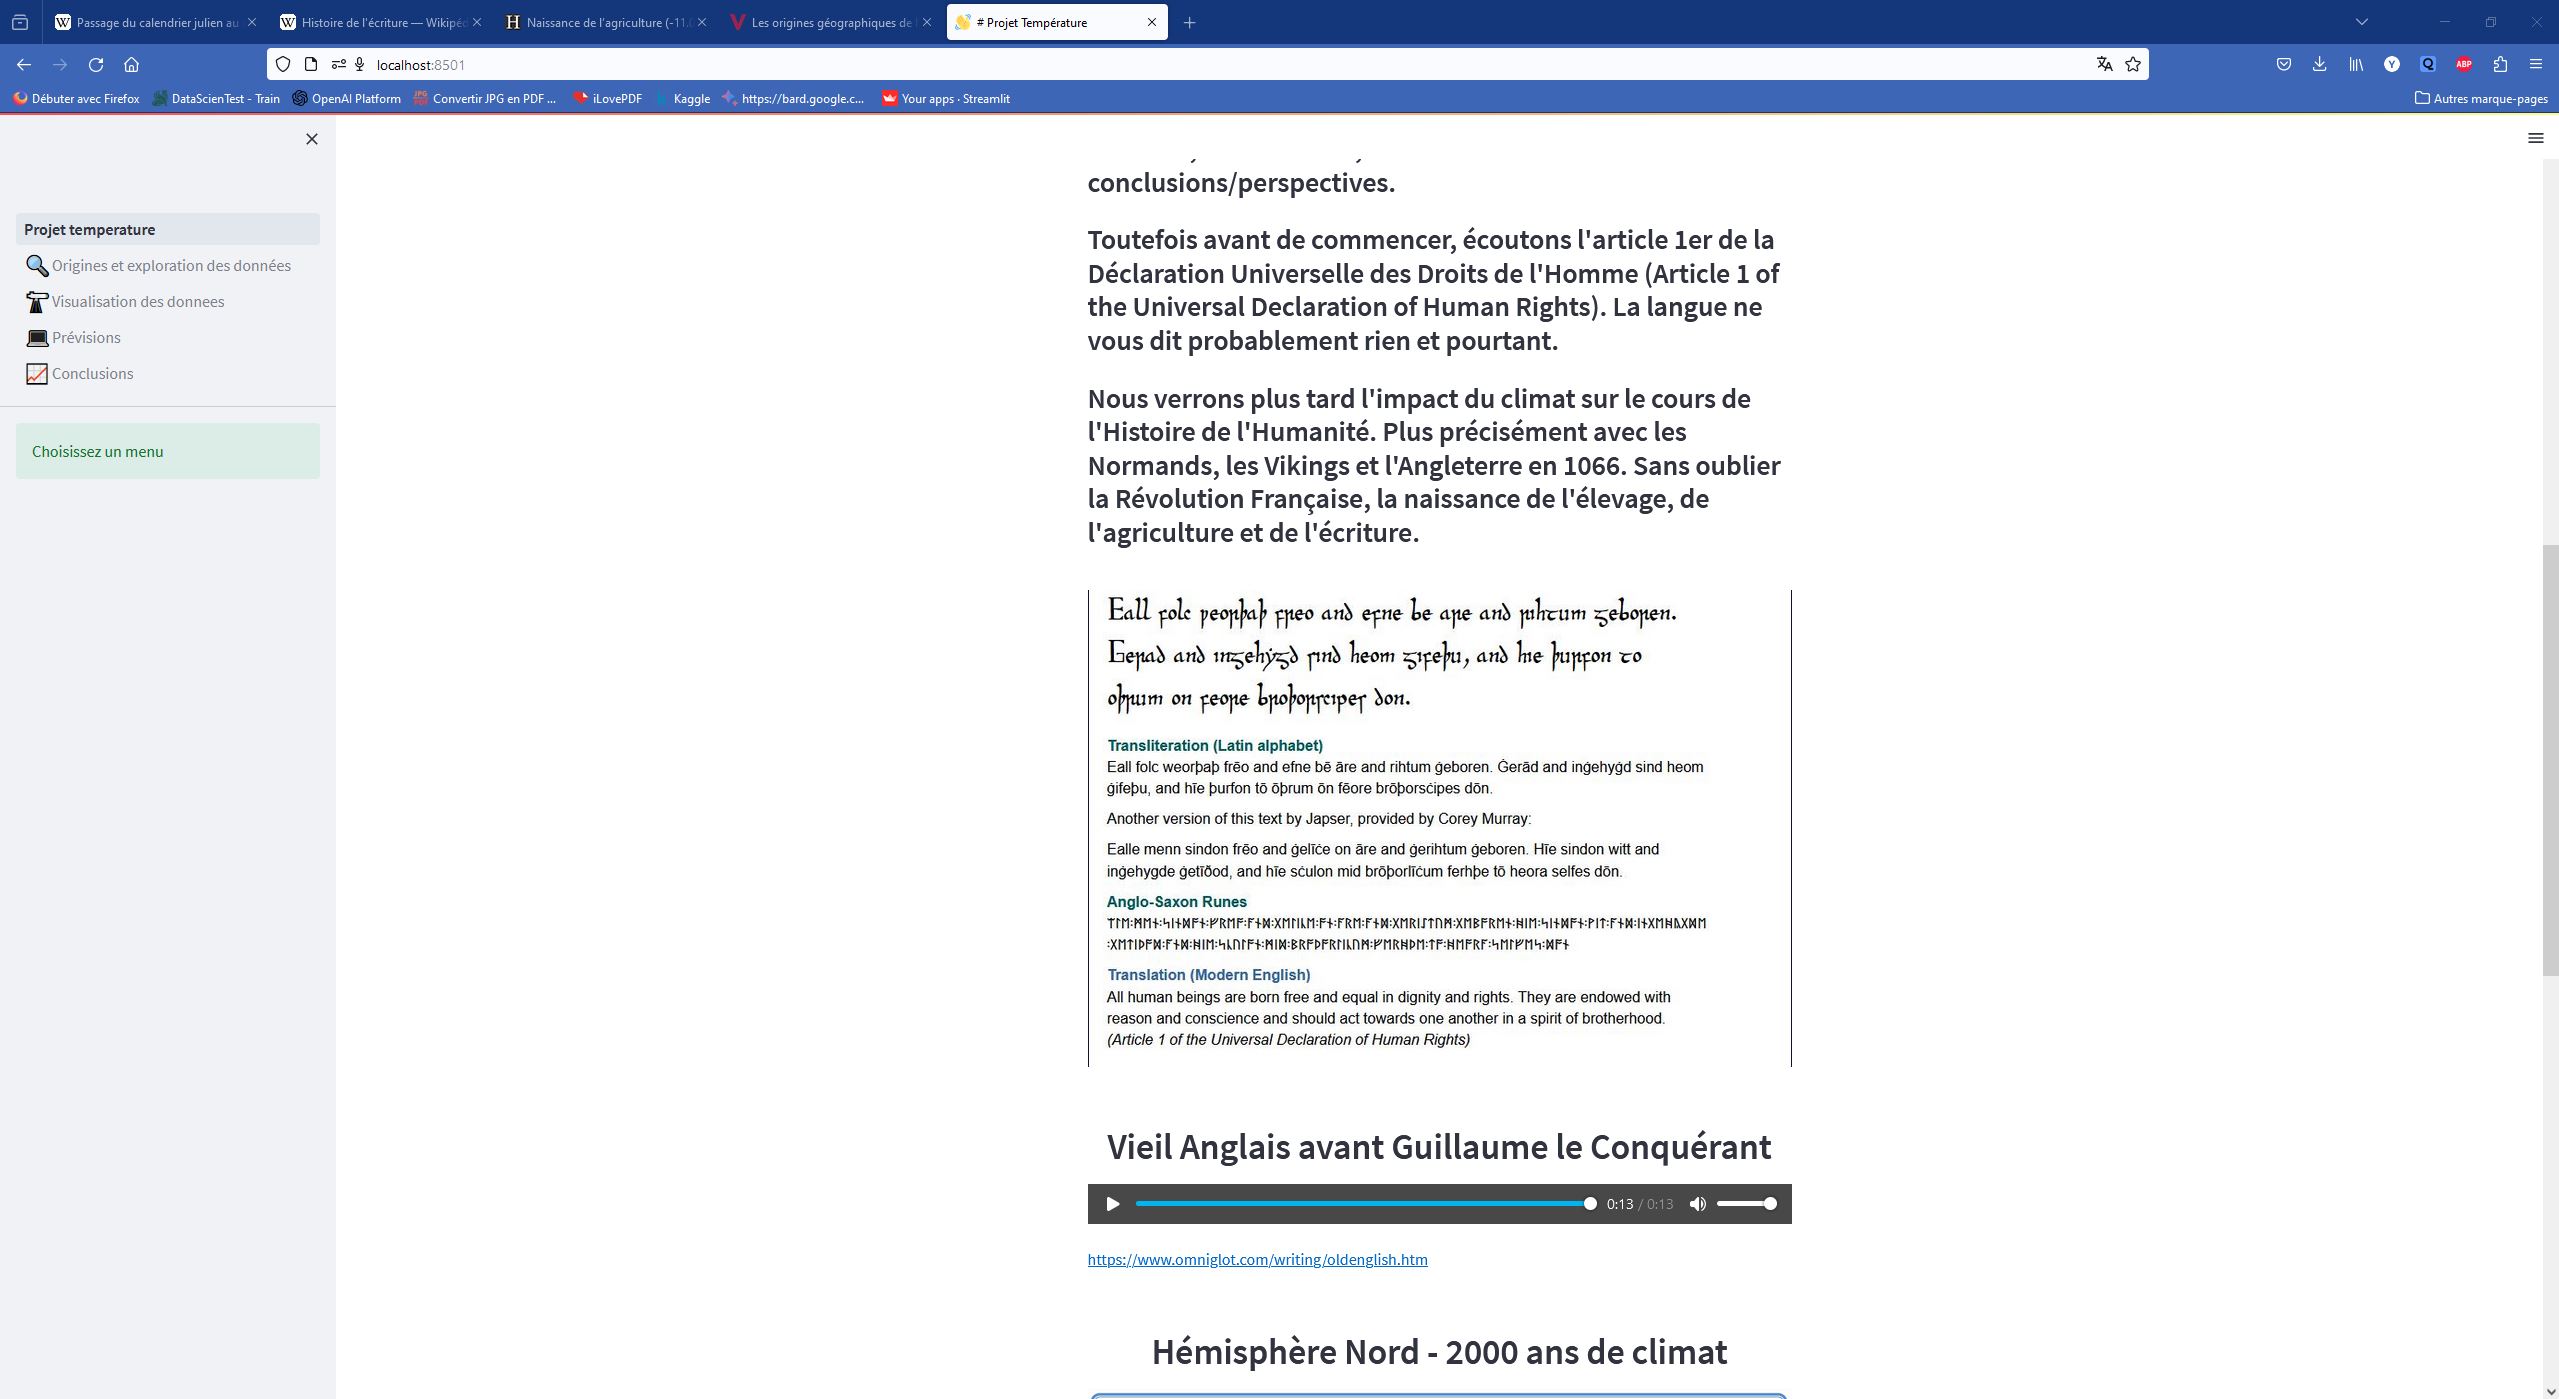 Passage du calendrier julien au
Histoire de l'écriture — Wikipéd
Naissance de l'agriculture (-11.0
Les origines géographiques de l
# Projet Température
localhost:8501
Débuter avec Firefox
DataScienTest - Train
OpenAI Platform
Convertir JPG en PDF ...
iLovePDF
Kaggle
https://bard.google.c...
Your apps · Streamlit
Autres marque-pages
Projet temperature
Origines et exploration des données
Visualisation des donnees
Prévisions
Conclusions
Choisissez un menu
conclusions/perspectives.
Toutefois avant de commencer, écoutons l'article 1er de la
Déclaration Universelle des Droits de l'Homme (Article 1 of
the Universal Declaration of Human Rights). La langue ne
vous dit probablement rien et pourtant.
Nous verrons plus tard l'impact du climat sur le cours de
l'Histoire de l'Humanité. Plus précisément avec les
Normands, les Vikings et l'Angleterre en 1066. Sans oublier
la Révolution Française, la naissance de l'élevage, de
l'agriculture et de l'écriture.
Eall folc weorþaþ freo and efne be are and rihtum geboren.
Gerad and ingehẏgd sind heom gifeþu, and hie þurfon to
oþrum on feore broþorscipes don.
Transliteration (Latin alphabet)
Eall folc weorþaþ frēo and efne bē āre and rihtum ġeboren. Ġerād and inġehyġd sind heom
ġifeþu, and hīe þurfon tō ōþrum ōn fēore brōþorsċipes dōn.
Another version of this text by Japser, provided by Corey Murray:
Ealle menn sindon frēo and ġelīċe on āre and ġerihtum ġeboren. Hīe sindon witt and
inġehygde ġetīðod, and hīe sċulon mid brōþorlīċum ferhþe tō heora selfes dōn.
Anglo-Saxon Runes
Translation (Modern English)
All human beings are born free and equal in dignity and rights. They are endowed with
reason and conscience and should act towards one another in a spirit of brotherhood.
(Article 1 of the Universal Declaration of Human Rights)
Vieil Anglais avant Guillaume le Conquérant
0:13 / 0:13
https://www.omniglot.com/writing/oldenglish.htm
Hémisphère Nord - 2000 ans de climat